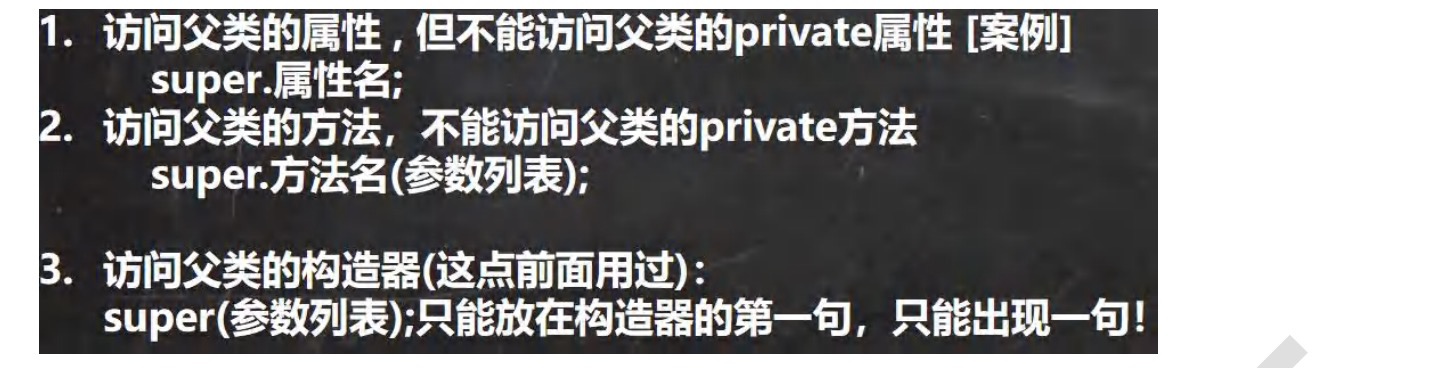 1. 访问父类的属性 , 但不能访问父类的private属性 [案例]
super.属性名;
2. 访问父类的方法，不能访问父类的private方法
super.方法名(参数列表);
3. 访问父类的构造器(这点前面用过)：
super(参数列表);只能放在构造器的第一句，只能出现一句！